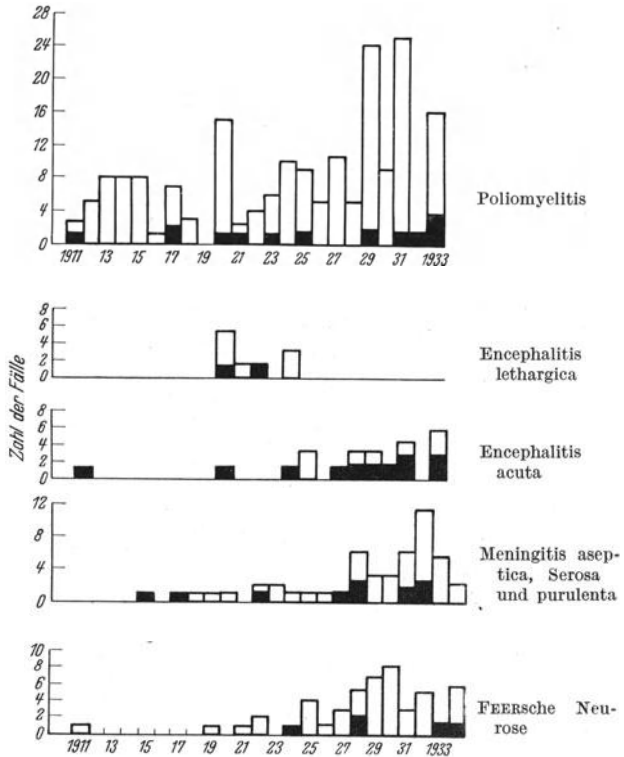 28
24
20
16
12
8
4
0
1911 13 15 17 19 21 23 25 27 29 31 1933
Poliomyelitis
Zahl der Fälle
8
6
4
2
0
Encephalitis
lethargica
6
4
2
0
Encephalitis
acuta
12
8
4
0
Meningitis asep-
tica, Serosa
und purulenta
10
8
6
4
2
0
1911 13 15 17 19 21 23 25 27 29 31 1933
FEERsche Neu-
rose